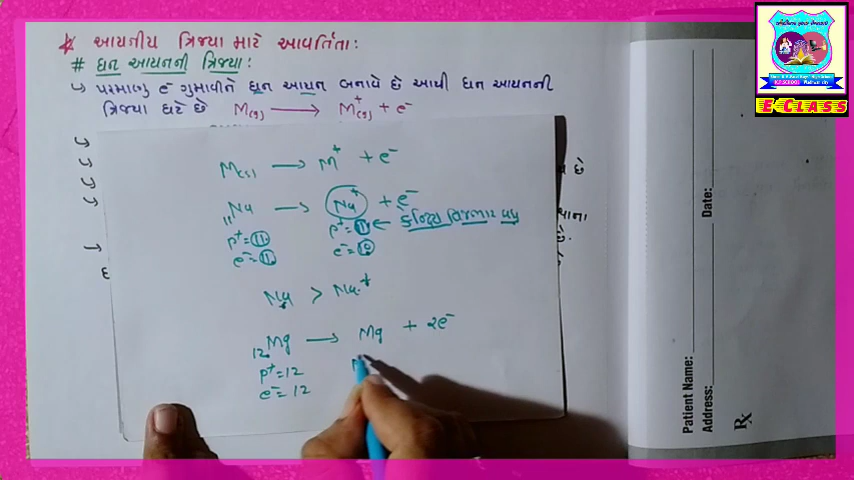 આયનીય ત્રિજ્યા માટે આવર્તિતા:
# ધન આયનની ત્રિજ્યા:
પરમાણુ e⁻ ગુમાવીને ધન આયન બનાવે છે આથી ધન આયનની
ત્રિજ્યા ઘટે છે M(g) ⟶ M⁺(g) + e⁻
M(s) ⟶ M⁺ + e⁻
₁₁Na ⟶ Na⁺ + e⁻
p⁺ = 11 p⁺ = 11 ← કેન્દ્રિય વિજભાર વધુ
e⁻ = 11 e⁻ = 10
Na > Na⁺
₁₂Mg ⟶ Mg + 2e⁻
p⁺ = 12
e⁻ = 12
છે
થાના
છે.
Patient Name:
Address:
Date:
℞
E CLASS